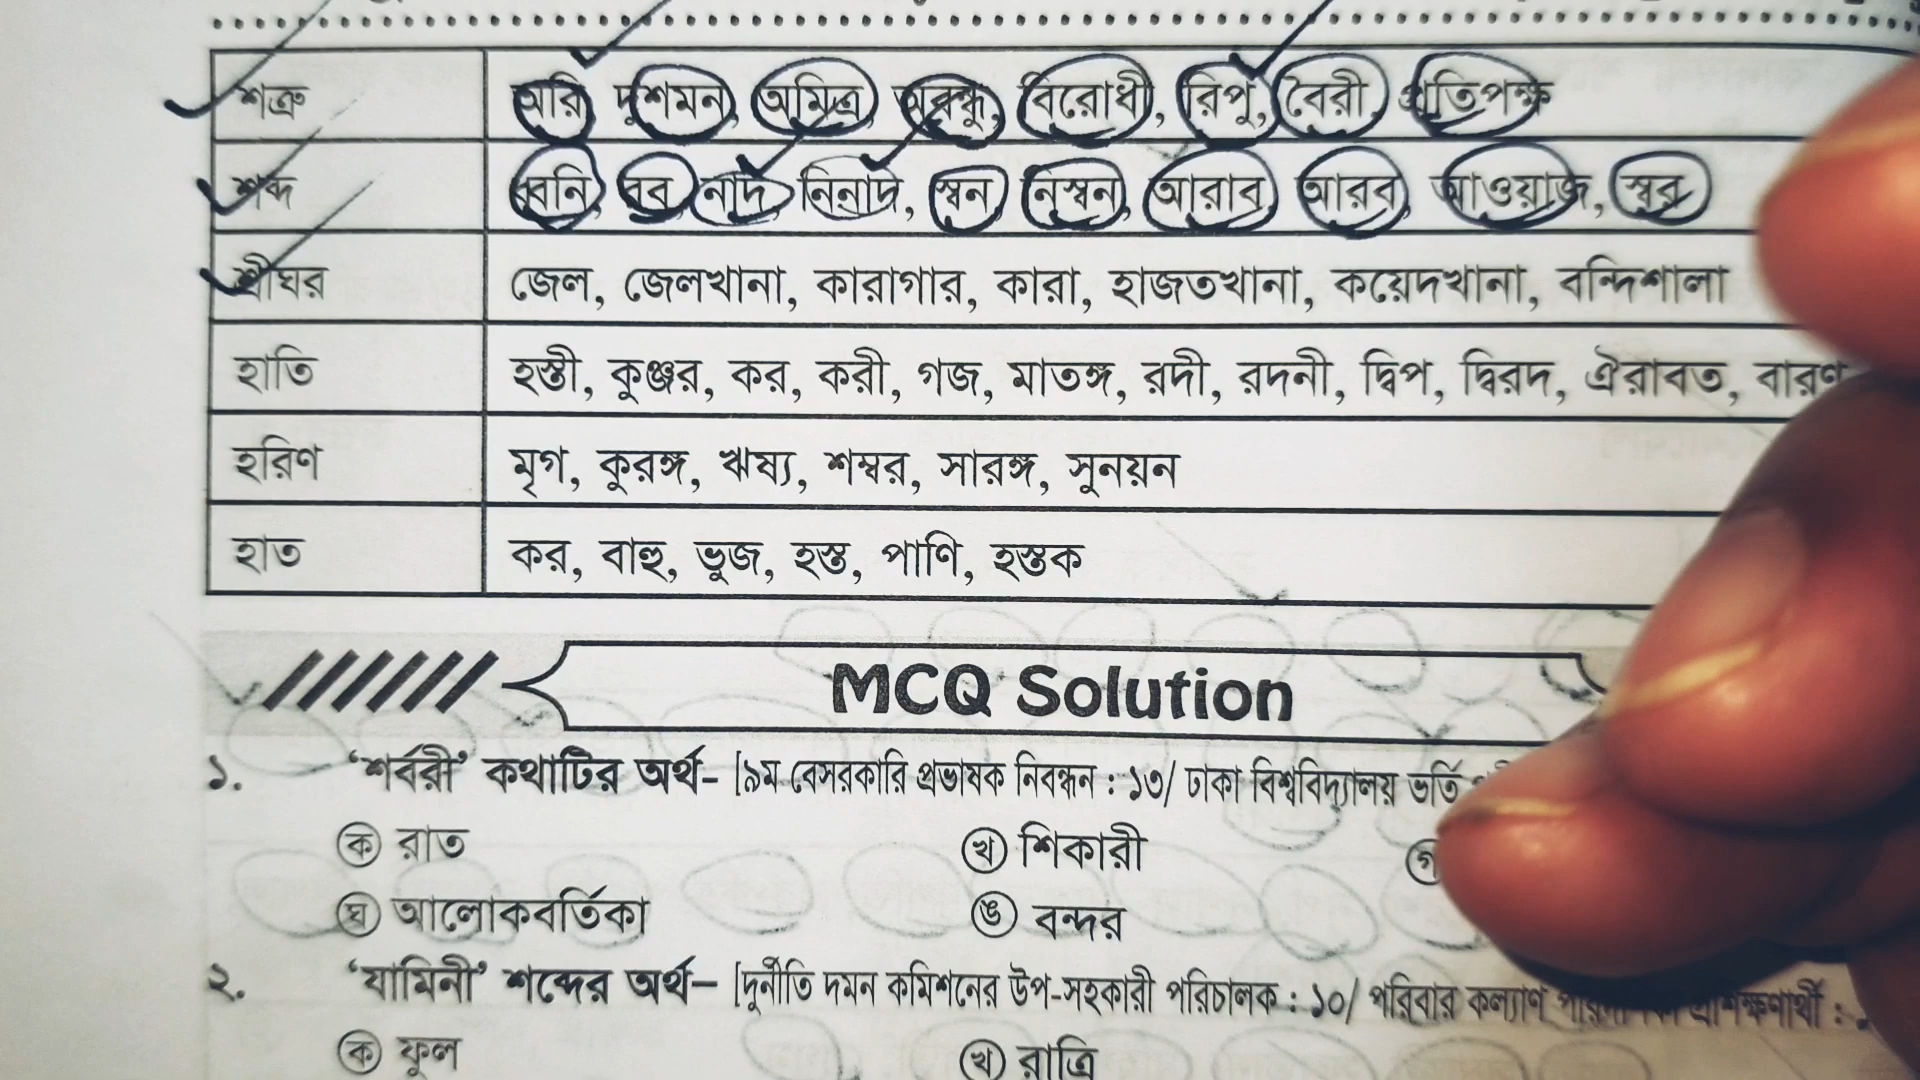 শত্রু অরি, দুশমন, অমিত্র, অবন্ধু, বিরোধী, রিপু, বৈরী, প্রতিপক্ষ
শব্দ ধ্বনি, রব, নাদ, নিনাদ, স্বন, নিস্বন, আরাব, আরব, আওয়াজ, স্বর
শ্রীঘর জেল, জেলখানা, কারাগার, কারা, হাজতখানা, কয়েদখানা, বন্দিশালা
হাতি হস্তী, কুঞ্জর, কর, করী, গজ, মাতঙ্গ, রদী, রদনী, দ্বিপ, দ্বিরদ, ঐরাবত, বারণ
হরিণ মৃগ, কুরঙ্গ, ঋষ্য, শম্বর, সারঙ্গ, সুনয়ন
হাত কর, বাহু, ভুজ, হস্ত, পাণি, হস্তক
MCQ Solution
১. ‘শর্বরী’ কথাটির অর্থ– [৯ম বেসরকারি প্রভাষক নিবন্ধন : ১৩/ ঢাকা বিশ্ববিদ্যালয় ভর্তি
ক রাত খ শিকারী গ
ঘ আলোকবর্তিকা ঙ বন্দর
২. ‘যামিনী’ শব্দের অর্থ– [দুর্নীতি দমন কমিশনের উপ-সহকারী পরিচালক : ১০/ পরিবার কল্যাণ প্রশিক্ষণার্থী :
ক ফুল খ রাত্রি